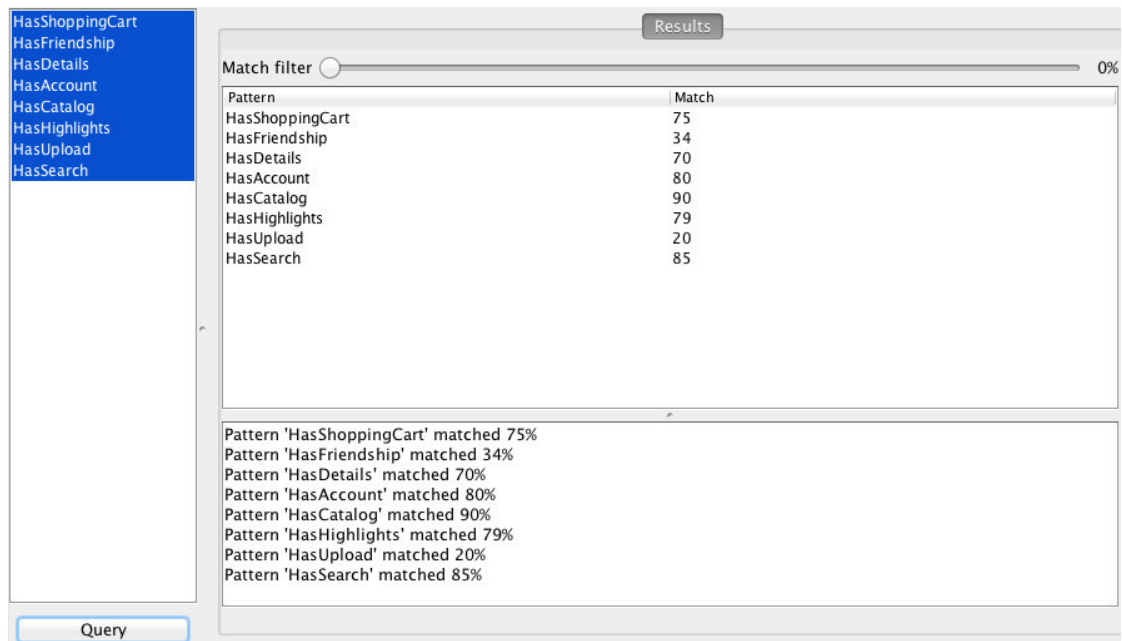 HasShoppingCart
HasFriendship
HasDetails
HasAccount
HasCatalog
HasHighlights
HasUpload
HasSearch
Query
Results
Match filter 0%
Pattern Match
HasShoppingCart 75
HasFriendship 34
HasDetails 70
HasAccount 80
HasCatalog 90
HasHighlights 79
HasUpload 20
HasSearch 85
Pattern 'HasShoppingCart' matched 75%
Pattern 'HasFriendship' matched 34%
Pattern 'HasDetails' matched 70%
Pattern 'HasAccount' matched 80%
Pattern 'HasCatalog' matched 90%
Pattern 'HasHighlights' matched 79%
Pattern 'HasUpload' matched 20%
Pattern 'HasSearch' matched 85%